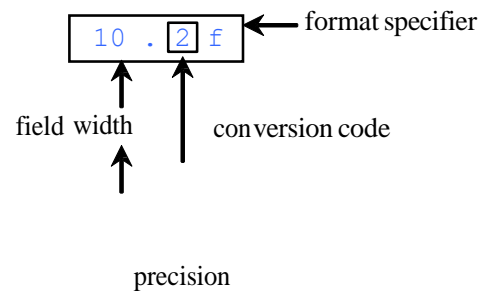 format specifier
10 . 2 f
field width
conversion code
precision